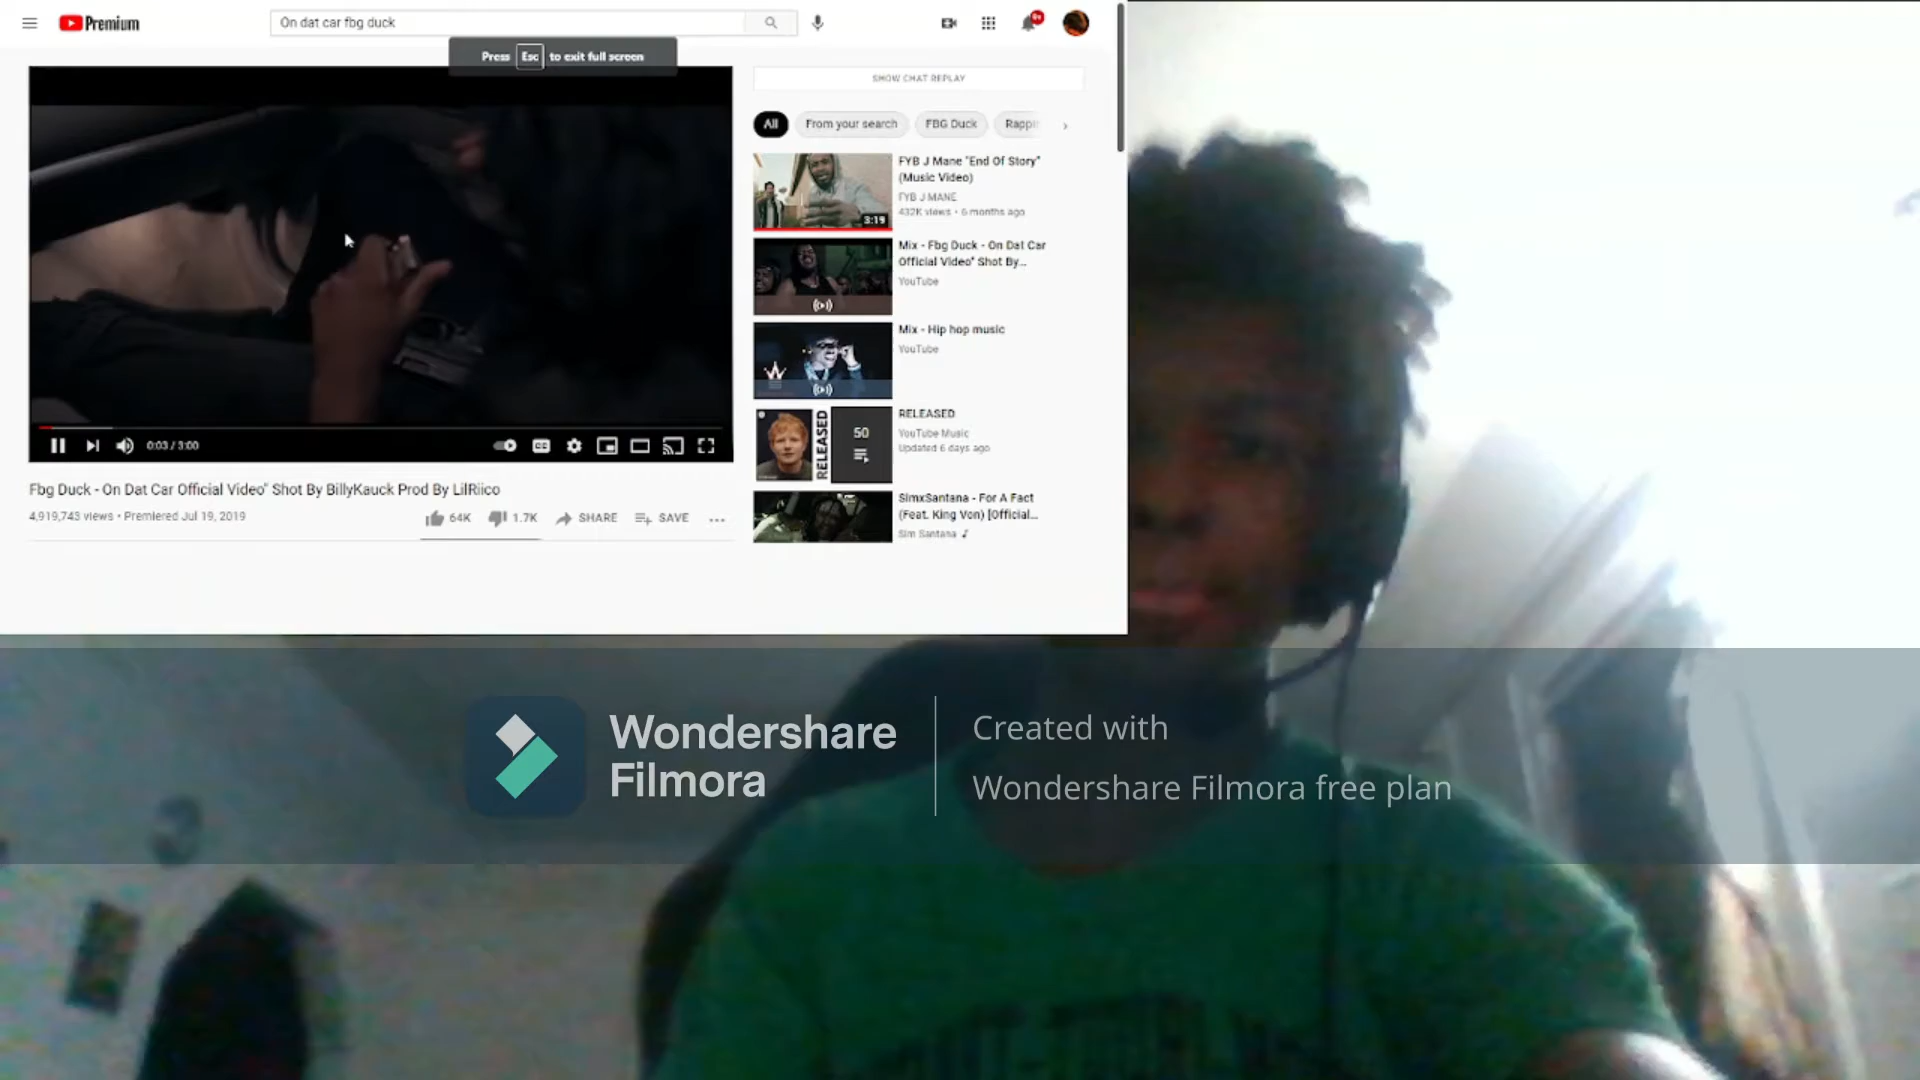 Premium
On dat car fbg duck
9+
Press Esc to exit full screen
SHOW CHAT REPLAY
All
From your search
FBG Duck
Rappin
FYB J Mane "End Of Story"
(Music Video)
FYB J MANE
432K views • 6 months ago
3:19
Mix - Fbg Duck - On Dat Car
Official Video" Shot By...
YouTube
Mix - Hip hop music
YouTube
RELEASED
50
RELEASED
YouTube Music
Updated 6 days ago
SimxSantana - For A Fact
(Feat. King Von) [Official...
Sim Santana
0:03 / 3:00
CC
Fbg Duck - On Dat Car Official Video" Shot By BillyKauck Prod By LilRiico
4,919,743 views • Premiered Jul 19, 2019
64K
1.7K
SHARE
SAVE
Wondershare
Filmora
Created with
Wondershare Filmora free plan